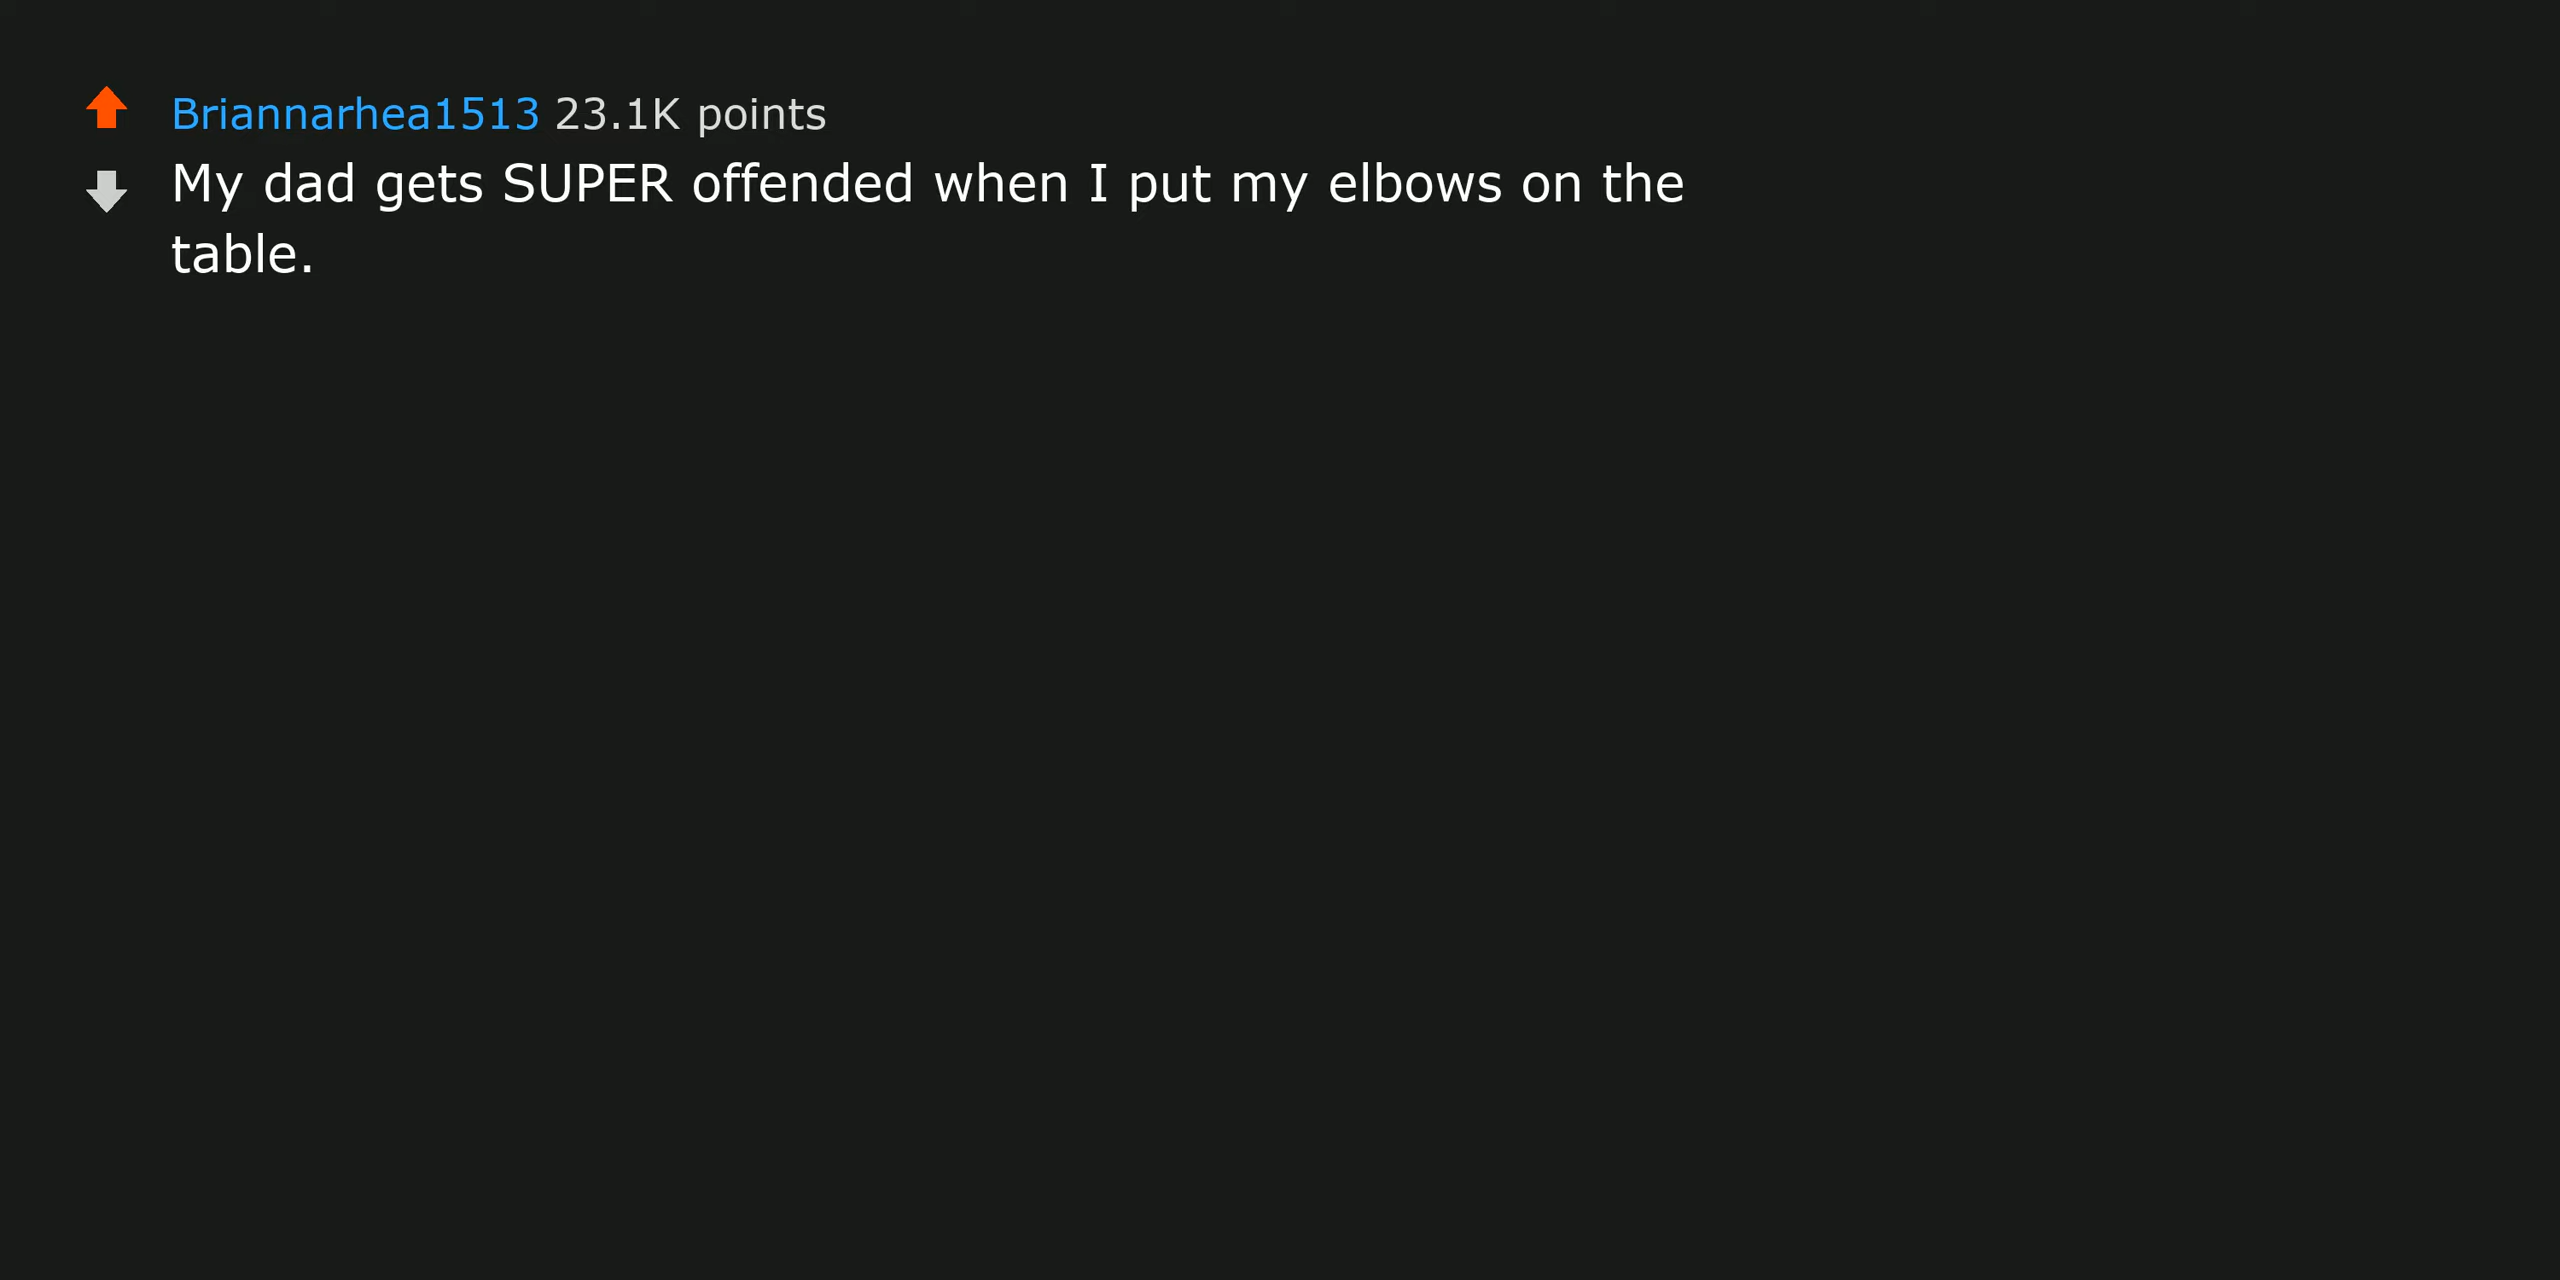 Briannarhea1513 23.1K points
My dad gets SUPER offended when I put my elbows on the
table.